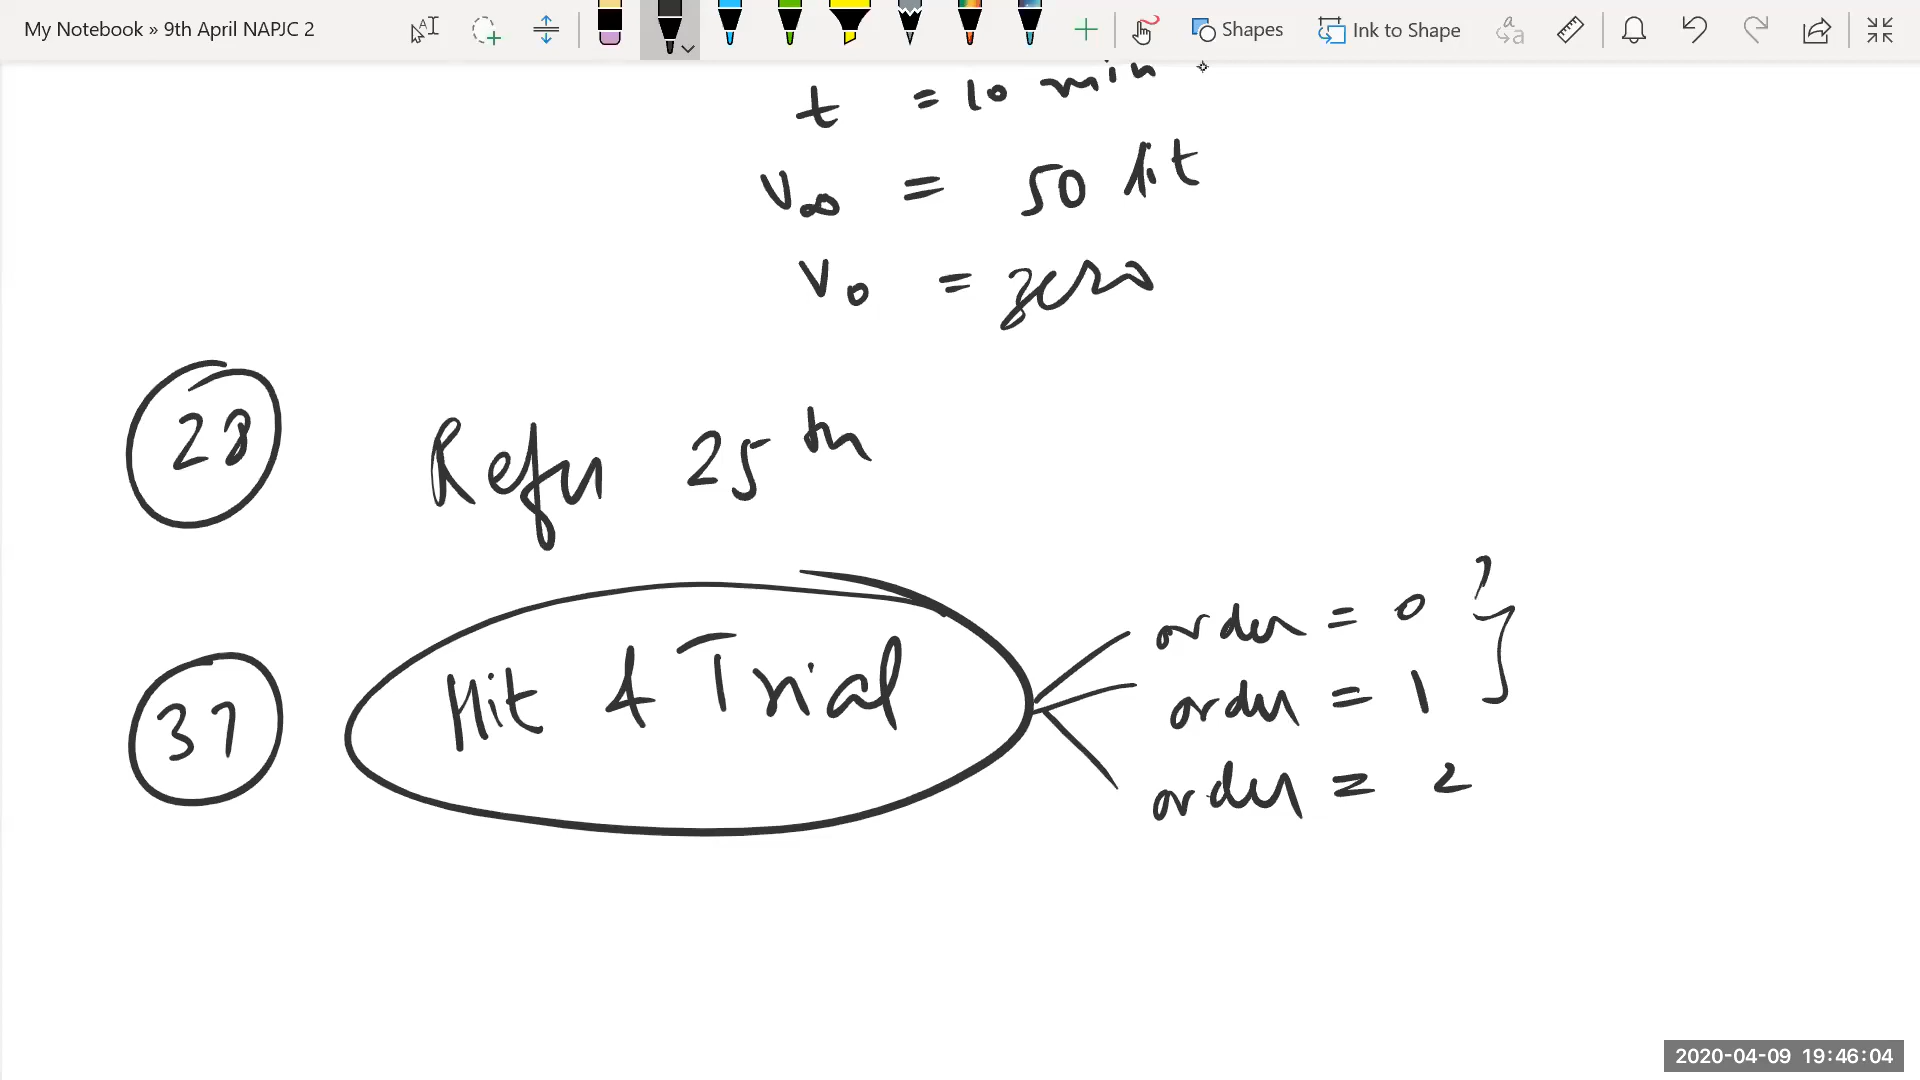 My Notebook » 9th April NAPJC 2
Shapes
Ink to Shape
t = 10 min
V∞ = 50 lit
V0 = zero
28 Refer 25th
37 Hit & Trial
order = 0
order = 1
order = 2
2020-04-09 19:46:04